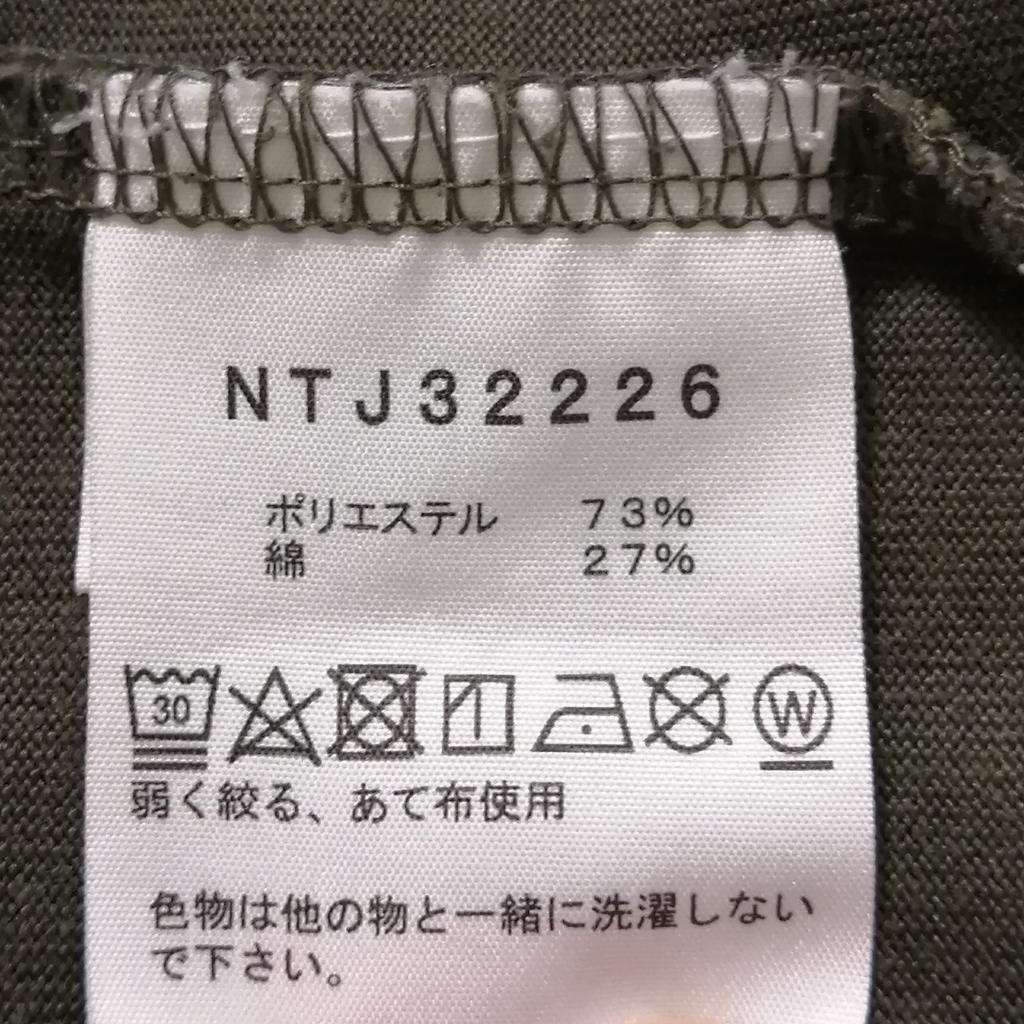 NTJ32226
ポリエステル 73%
綿 27%
30 W
弱く絞る、あて布使用
色物は他の物と一緒に洗濯しない
で下さい。